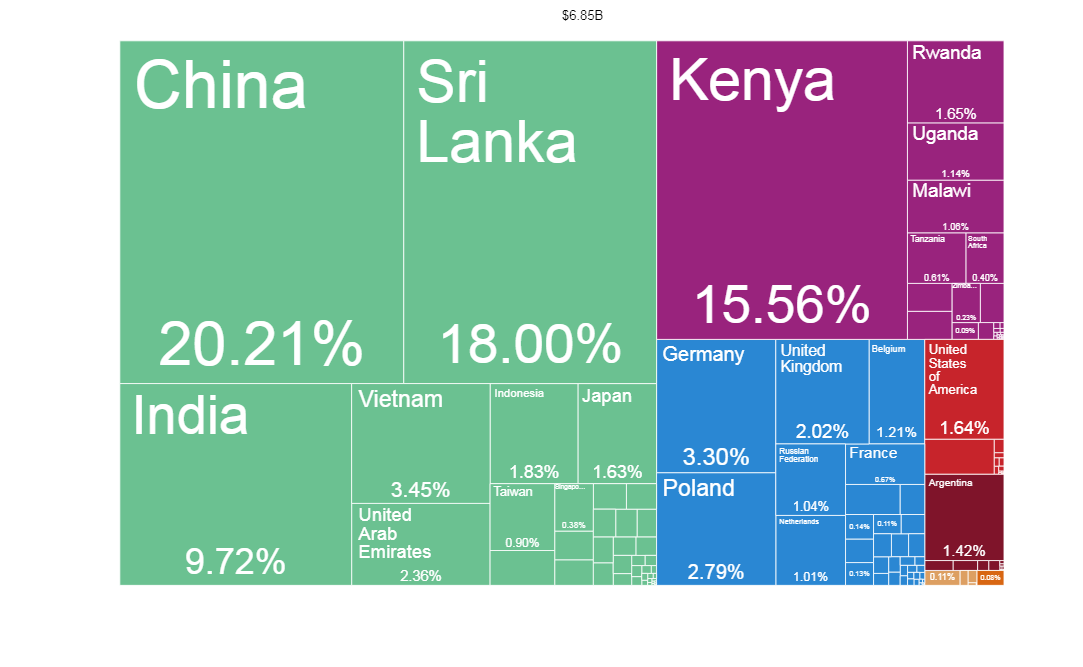 $6.85B
China
20.21%
Sri
Lanka
18.00%
Kenya
15.56%
Rwanda
1.65%
Uganda
1.14%
Malawi
1.06%
Tanzania
0.61%
South
Africa
0.40%
0.23%
0.09%
India
9.72%
Vietnam
3.45%
United
Arab
Emirates
2.36%
Indonesia
1.83%
Japan
1.63%
Taiwan
0.90%
Singapo...
0.38%
Germany
3.30%
Poland
2.79%
United
Kingdom
2.02%
Belgium
1.21%
Russian
Federation
1.04%
France
0.67%
Netherlands
1.01%
0.14%
0.11%
0.13%
United
States
of
America
1.64%
Argentina
1.42%
0.11%
0.08%